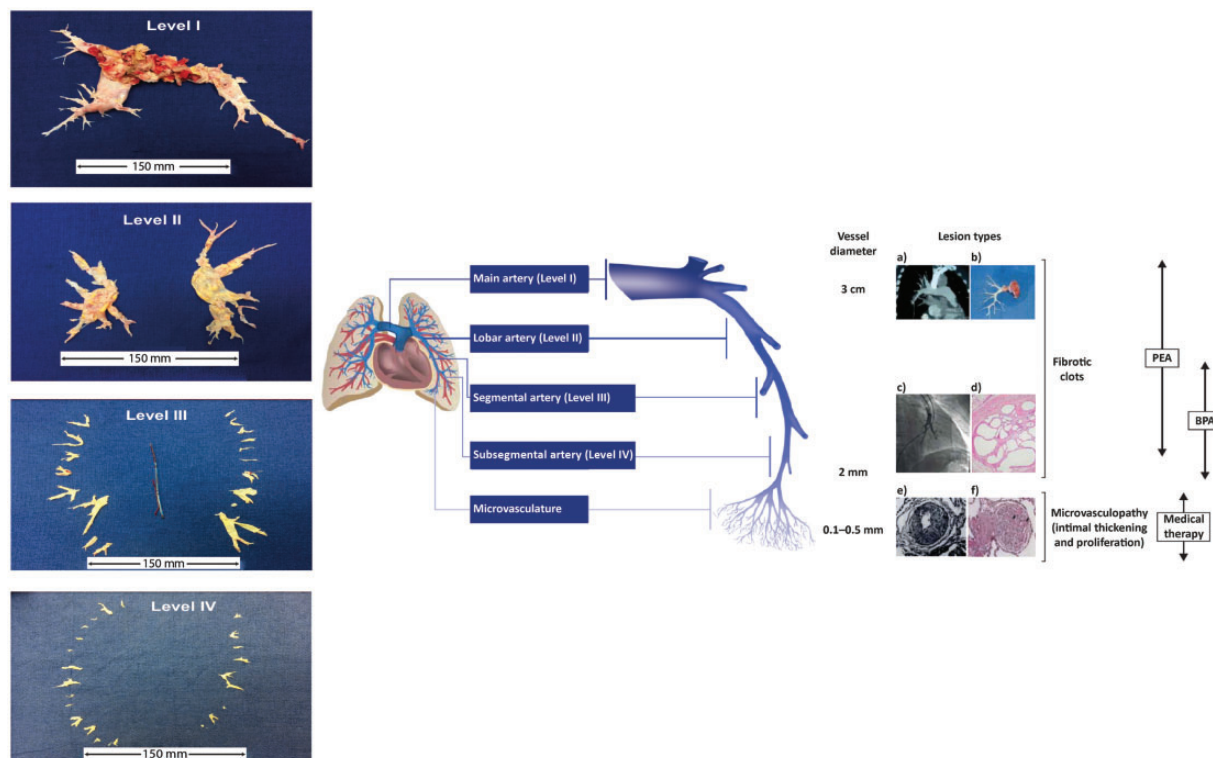 Level I
150 mm
Level II
150 mm
Level III
150 mm
Level IV
150 mm
Main artery (Level I)
Lobar artery (Level II)
Segmental artery (Level III)
Subsegmental artery (Level IV)
Microvasculature
Vessel
diameter
3 cm
2 mm
0.1–0.5 mm
Lesion types
a)
b)
c)
d)
e)
f)
Fibrotic
clots
Microvasculopathy
(intimal thickening
and proliferation)
PEA
BPA
Medical
therapy